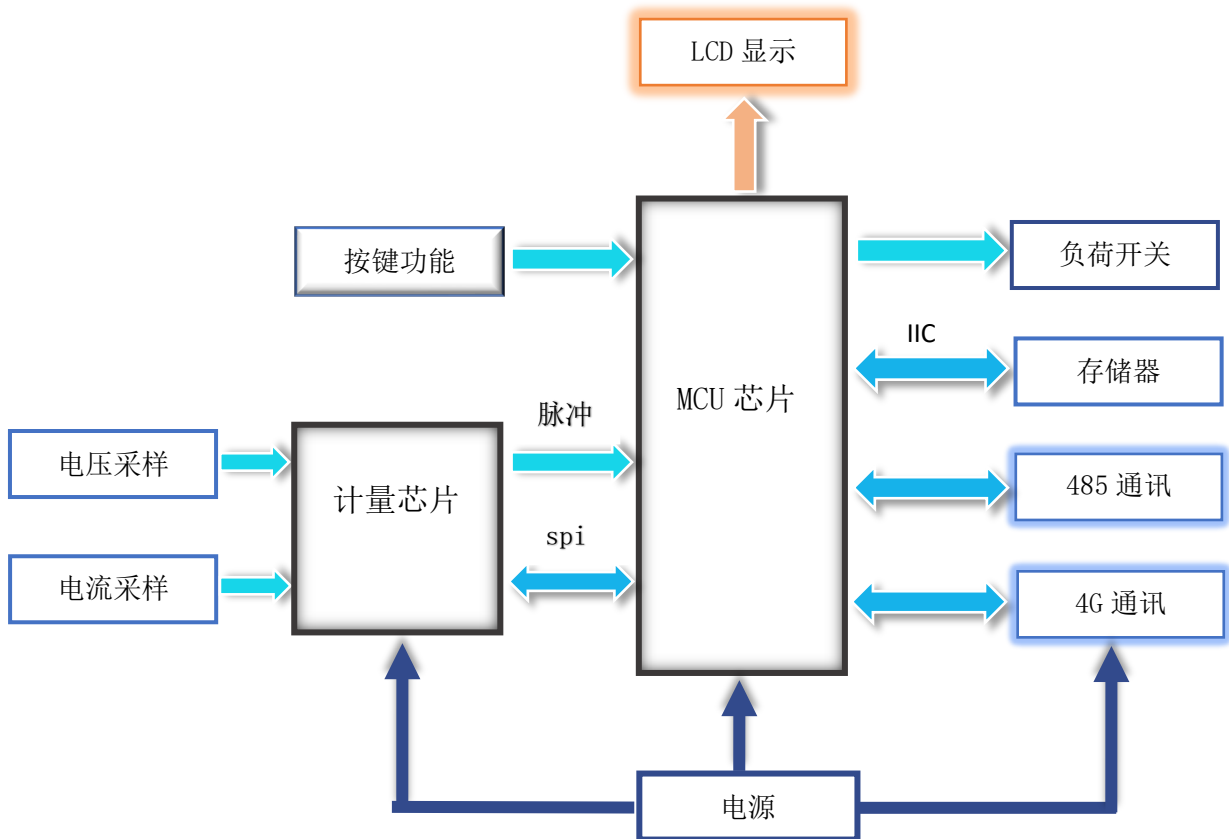 LCD 显示
按键功能
负荷开关
IIC
存储器
MCU 芯片
脉冲
电压采样
计量芯片
485 通讯
spi
电流采样
4G 通讯
电源